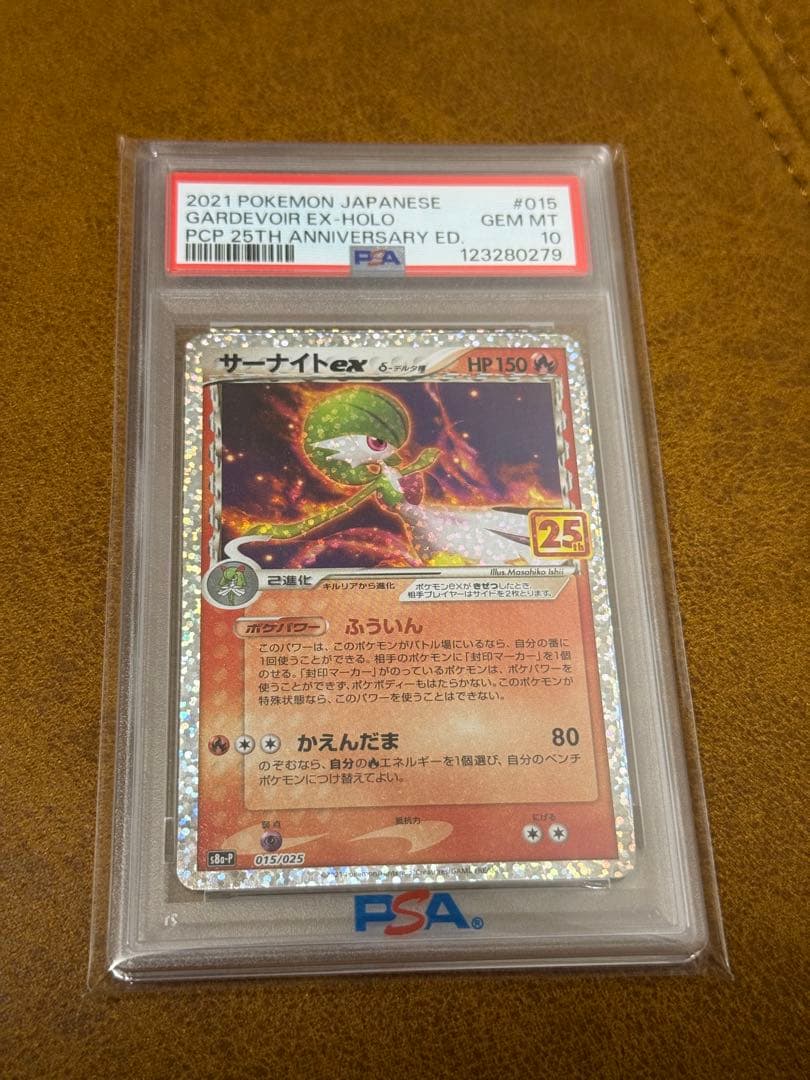 2021 POKEMON JAPANESE #015
GARDEVOIR EX-HOLO GEM MT
PCP 25TH ANNIVERSARY ED. 10
PSA 123280279
サーナイトex δ-デルタ種 HP150
25th
Illus. Masahiko Ishii
2進化 キルリアから進化
ポケモンexがきぜつしたとき、
相手プレイヤーはサイドを2枚とります。
ポケパワー ふういん
このパワーは、このポケモンがバトル場にいるなら、自分の番に
1回使うことができる。相手のポケモンに「封印マーカー」を1個
のせる。「封印マーカー」がのっているポケモンは、ポケパワーを
使うことができず、ポケボディーもはたらかない。このポケモンが
特殊状態なら、このパワーを使うことはできない。
かえんだま 80
のぞむなら、自分の エネルギーを1個選び、自分のベンチ
ポケモンにつけ替えてよい。
弱点 抵抗力 にげる
s8a-P 015/025
PSA®